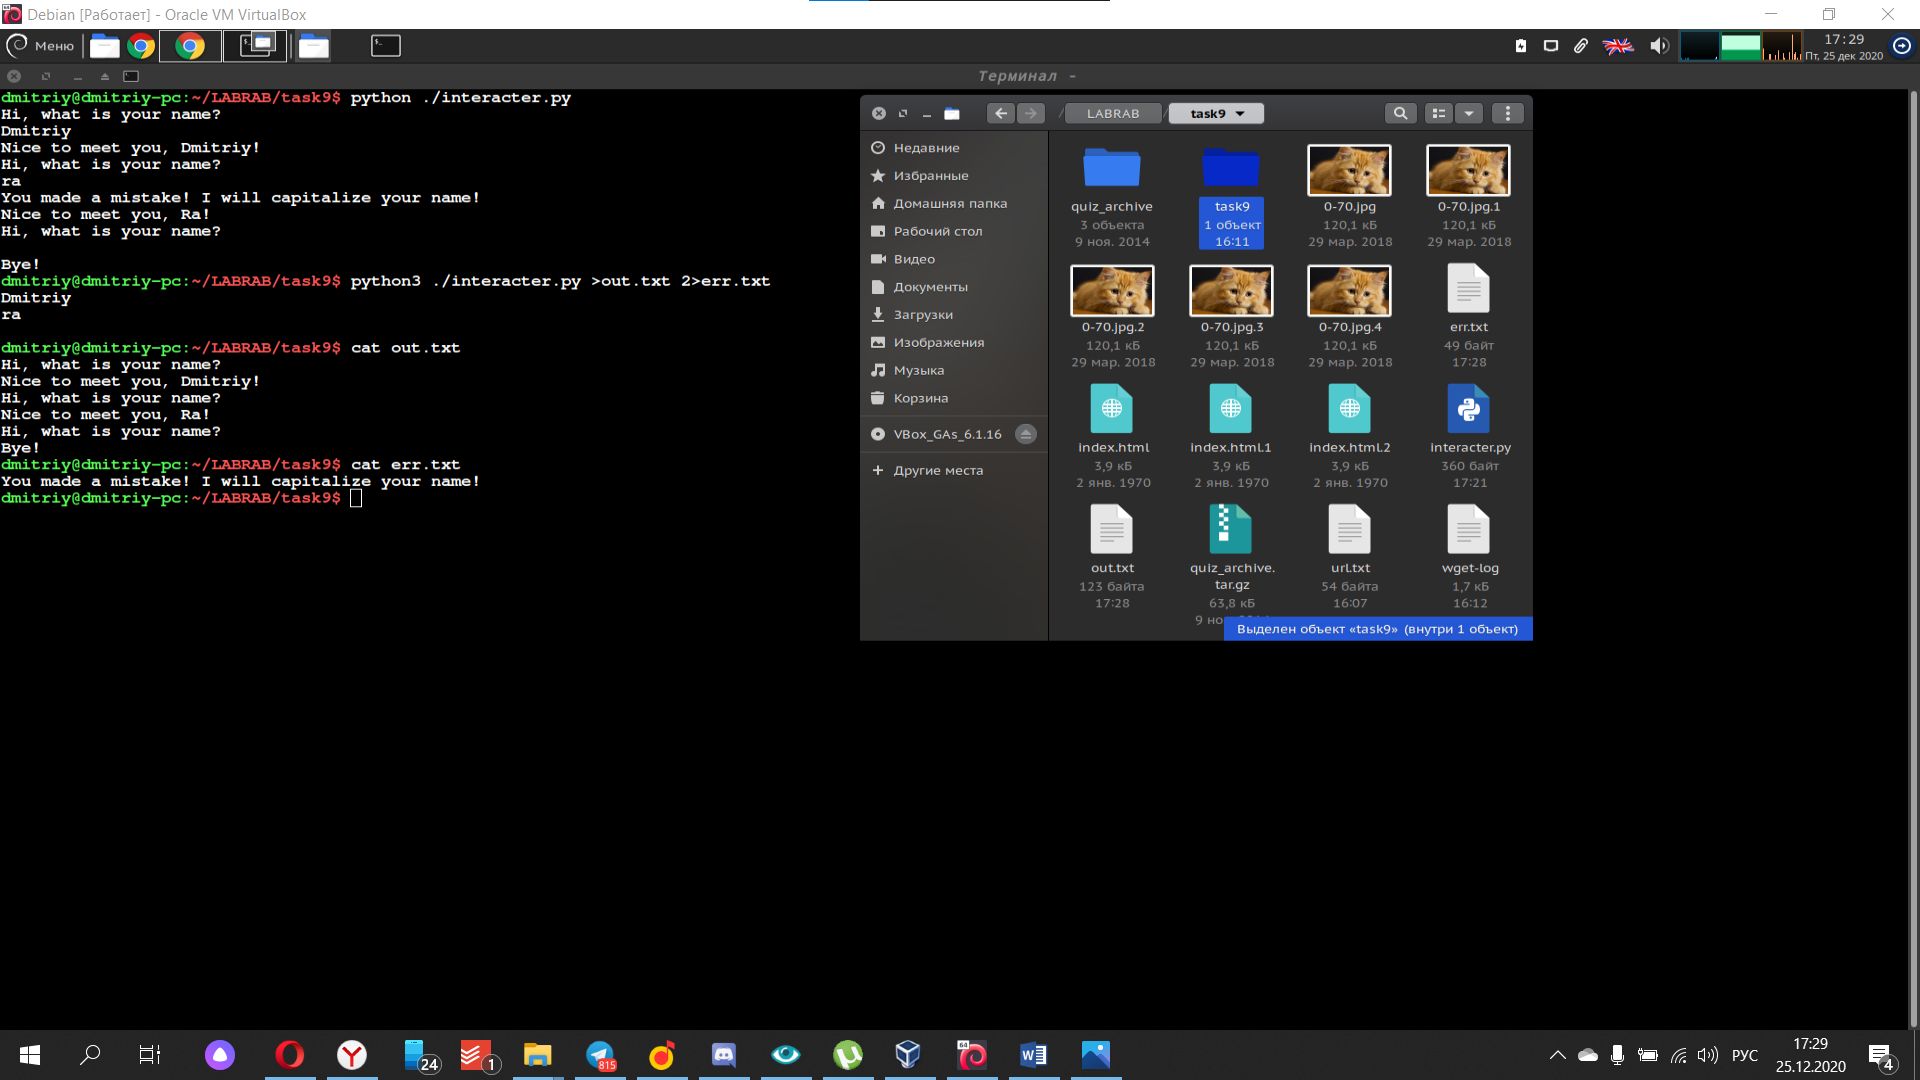 Debian [Работает] - Oracle VM VirtualBox
Меню
17:29
Пт, 25 дек 2020
Терминал -
dmitriy@dmitriy-pc:~/LABRAB/task9$ python ./interacter.py
Hi, what is your name?
Dmitriy
Nice to meet you, Dmitriy!
Hi, what is your name?
ra
You made a mistake! I will capitalize your name!
Nice to meet you, Ra!
Hi, what is your name?
Bye!
dmitriy@dmitriy-pc:~/LABRAB/task9$ python3 ./interacter.py >out.txt 2>err.txt
Dmitriy
ra
dmitriy@dmitriy-pc:~/LABRAB/task9$ cat out.txt
Hi, what is your name?
Nice to meet you, Dmitriy!
Hi, what is your name?
Nice to meet you, Ra!
Hi, what is your name?
Bye!
dmitriy@dmitriy-pc:~/LABRAB/task9$ cat err.txt
You made a mistake! I will capitalize your name!
dmitriy@dmitriy-pc:~/LABRAB/task9$
/ LABRAB / task9
Недавние
Избранные
Домашняя папка
Рабочий стол
Видео
Документы
Загрузки
Изображения
Музыка
Корзина
VBox_GAs_6.1.16
Другие места
quiz_archive
3 объекта
9 ноя. 2014
task9
1 объект
16:11
0-70.jpg
120,1 кБ
29 мар. 2018
0-70.jpg.1
120,1 кБ
29 мар. 2018
0-70.jpg.2
120,1 кБ
29 мар. 2018
0-70.jpg.3
120,1 кБ
29 мар. 2018
0-70.jpg.4
120,1 кБ
29 мар. 2018
err.txt
49 байт
17:28
index.html
3,9 кБ
2 янв. 1970
index.html.1
3,9 кБ
2 янв. 1970
index.html.2
3,9 кБ
2 янв. 1970
interacter.py
360 байт
17:21
out.txt
123 байта
17:28
quiz_archive.
tar.gz
63,8 кБ
9 но
url.txt
54 байта
16:07
wget-log
1,7 кБ
16:12
Выделен объект «task9» (внутри 1 объект)
24
1
815
64
РУС
17:29
25.12.2020
4